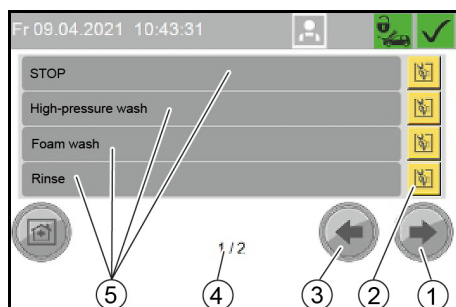 Fr 09.04.2021 10:43:31
STOP
High-pressure wash
Foam wash
Rinse
1 / 2
5 4 3 2 1